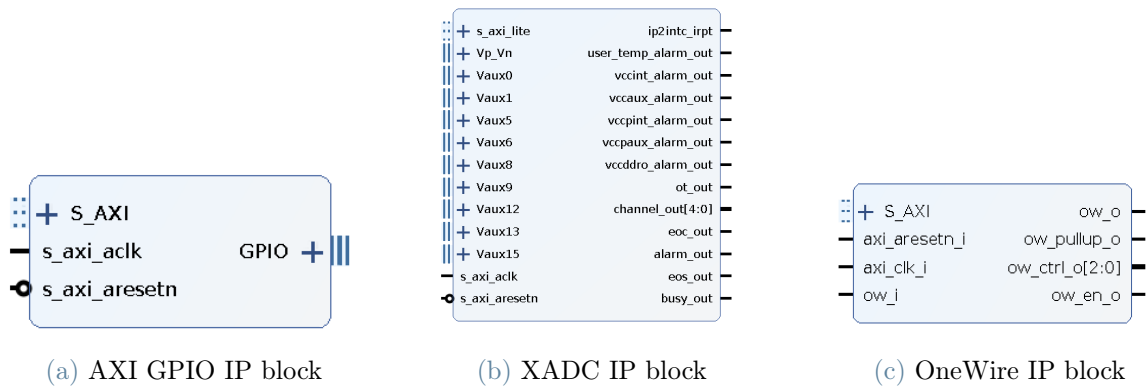 S_AXI
s_axi_aclk
GPIO
s_axi_aresetn
(a) AXI GPIO IP block
s_axi_lite
ip2intc_irpt
Vp_Vn
user_temp_alarm_out
Vaux0
vccint_alarm_out
Vaux1
vccaux_alarm_out
Vaux5
vccpint_alarm_out
Vaux6
vccpaux_alarm_out
Vaux8
vccddro_alarm_out
Vaux9
ot_out
Vaux12
channel_out[4:0]
Vaux13
eoc_out
Vaux15
alarm_out
s_axi_aclk
eos_out
s_axi_aresetn
busy_out
(b) XADC IP block
S_AXI
ow_o
axi_aresetn_i
ow_pullup_o
axi_clk_i
ow_ctrl_o[2:0]
ow_i
ow_en_o
(c) OneWire IP block